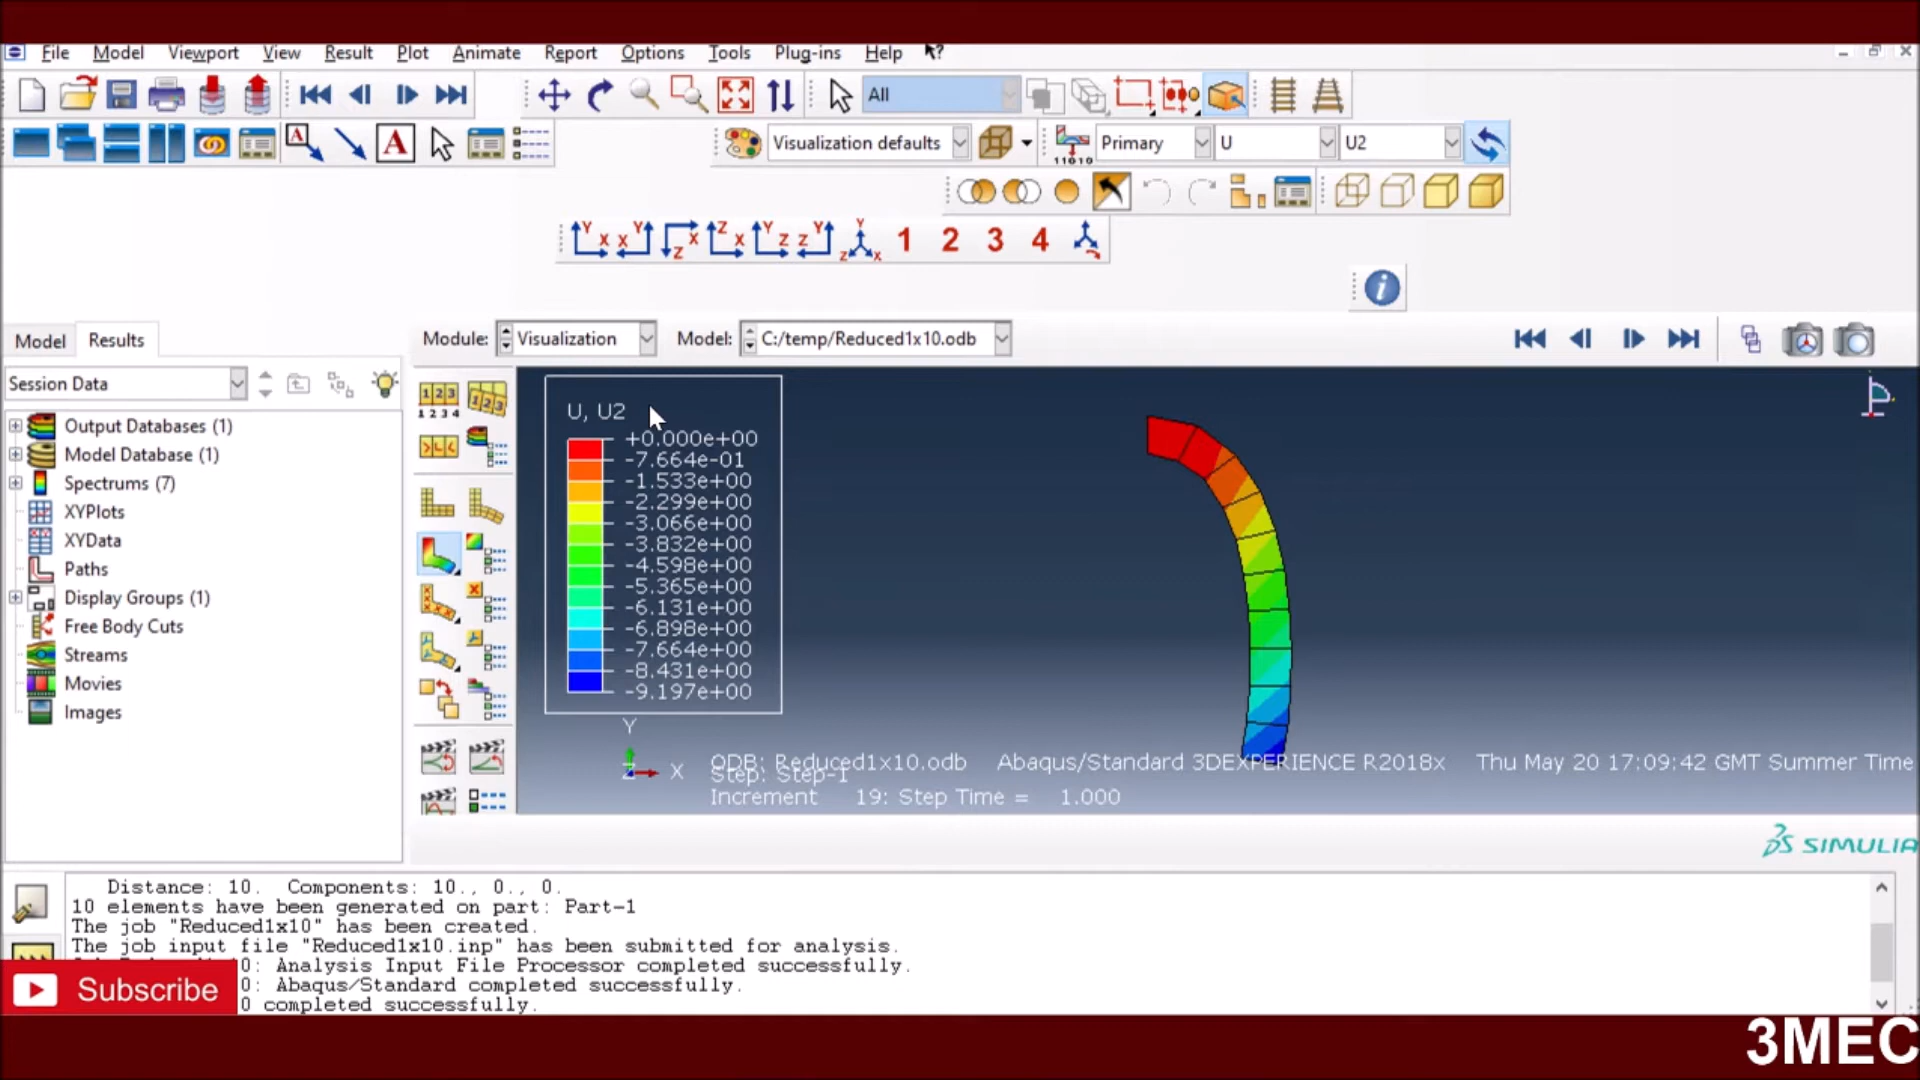 File Model Viewport View Result Plot Animate Report Options Tools Plug-ins Help
All
Visualization defaults Primary U U2
1 2 3 4
Model Results
Module: Visualization Model: C:/temp/Reduced1x10.odb
Session Data
Output Databases (1)
Model Database (1)
Spectrums (7)
XYPlots
XYData
Paths
Display Groups (1)
Free Body Cuts
Streams
Movies
Images
U, U2
+0.000e+00
-7.664e-01
-1.533e+00
-2.299e+00
-3.066e+00
-3.832e+00
-4.598e+00
-5.365e+00
-6.131e+00
-6.898e+00
-7.664e+00
-8.431e+00
-9.197e+00
Y
Z
X
ODB: Reduced1x10.odb Abaqus/Standard 3DEXPERIENCE R2018x Thu May 20 17:09:42 GMT Summer Time
Step: Step-1
Increment 19: Step Time = 1.000
SIMULIA
Distance: 10. Components: 10., 0., 0.
10 elements have been generated on part: Part-1
The job "Reduced1x10" has been created.
The job input file "Reduced1x10.inp" has been submitted for analysis.
0: Analysis Input File Processor completed successfully.
0: Abaqus/Standard completed successfully.
0 completed successfully.
Subscribe
3MEC